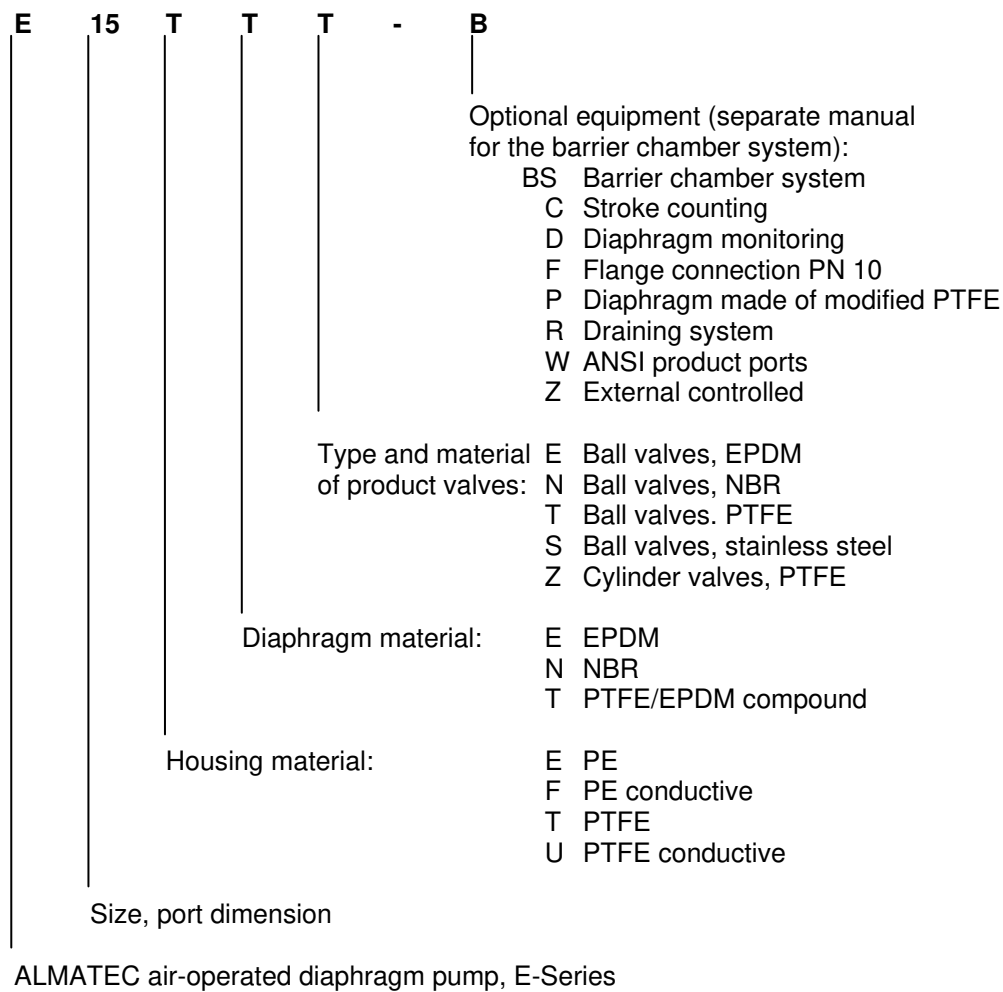 E 15 T T T - B
Optional equipment (separate manual
for the barrier chamber system):
BS Barrier chamber system
C Stroke counting
D Diaphragm monitoring
F Flange connection PN 10
P Diaphragm made of modified PTFE
R Draining system
W ANSI product ports
Z External controlled
Type and material E Ball valves, EPDM
of product valves: N Ball valves, NBR
T Ball valves. PTFE
S Ball valves, stainless steel
Z Cylinder valves, PTFE
Diaphragm material: E EPDM
N NBR
T PTFE/EPDM compound
Housing material: E PE
F PE conductive
T PTFE
U PTFE conductive
Size, port dimension
ALMATEC air-operated diaphragm pump, E-Series